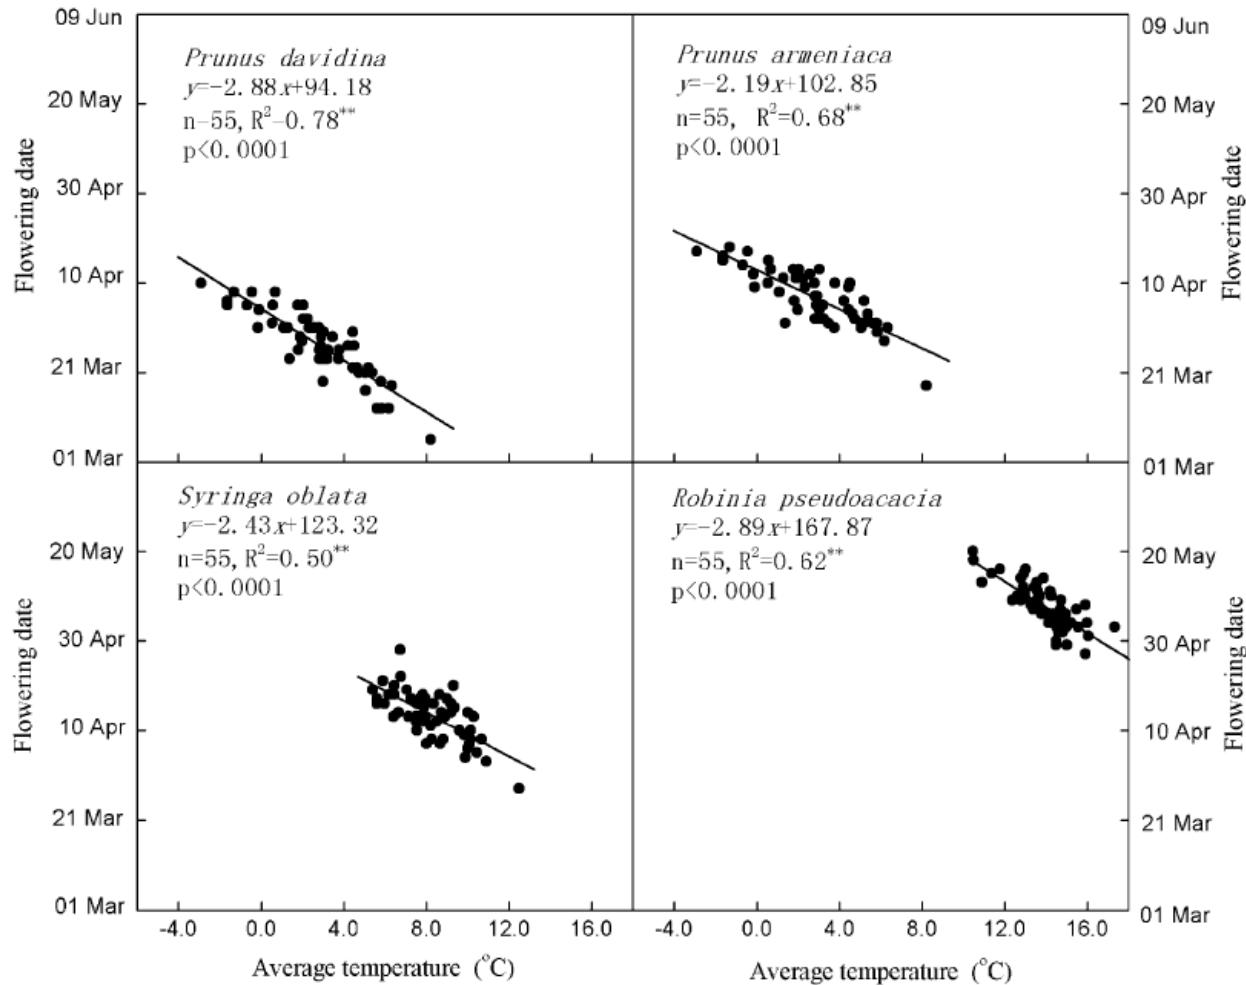 09 Jun
20 May
30 Apr
10 Apr
21 Mar
01 Mar
Flowering date
Prunus davidina
y=-2.88x+94.18
n-55, R²-0.78**
p<0.0001
Prunus armeniaca
y=-2.19x+102.85
n=55, R²=0.68**
p<0.0001
09 Jun
20 May
30 Apr
10 Apr
21 Mar
01 Mar
Flowering date
20 May
30 Apr
10 Apr
21 Mar
01 Mar
Flowering date
Syringa oblata
y=-2.43x+123.32
n=55, R²=0.50**
p<0.0001
Robinia pseudoacacia
y=-2.89x+167.87
n=55, R²=0.62**
p<0.0001
20 May
30 Apr
10 Apr
21 Mar
01 Mar
Flowering date
-4.0 0.0 4.0 8.0 12.0
-4.0 0.0 4.0 8.0 12.0 16.0
Average temperature (°C)
Average temperature (°C)